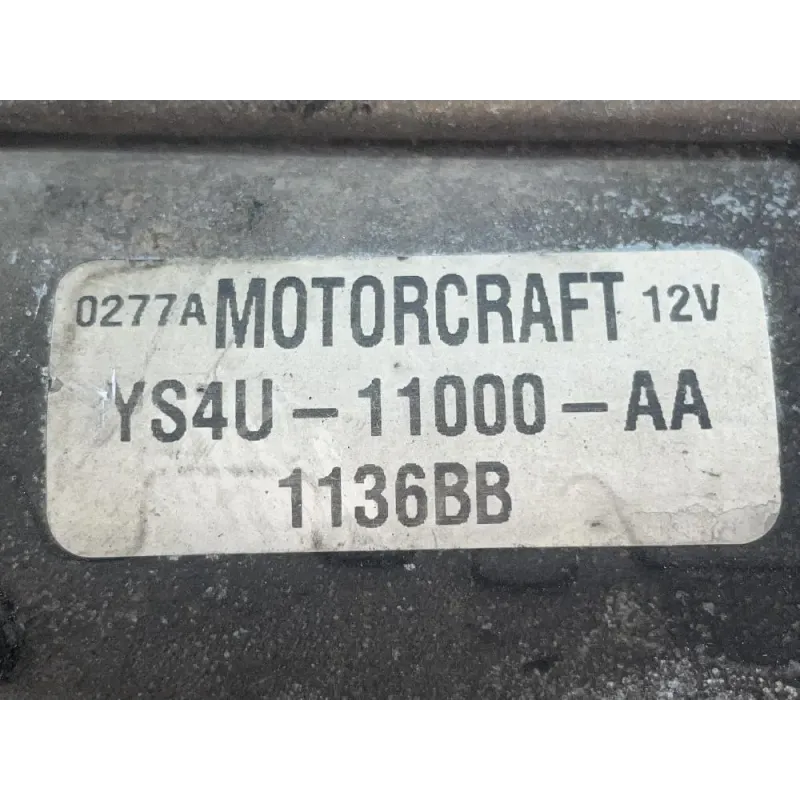 0277A MOTORCRAFT 12V
YS4U-11000-AA
1136BB